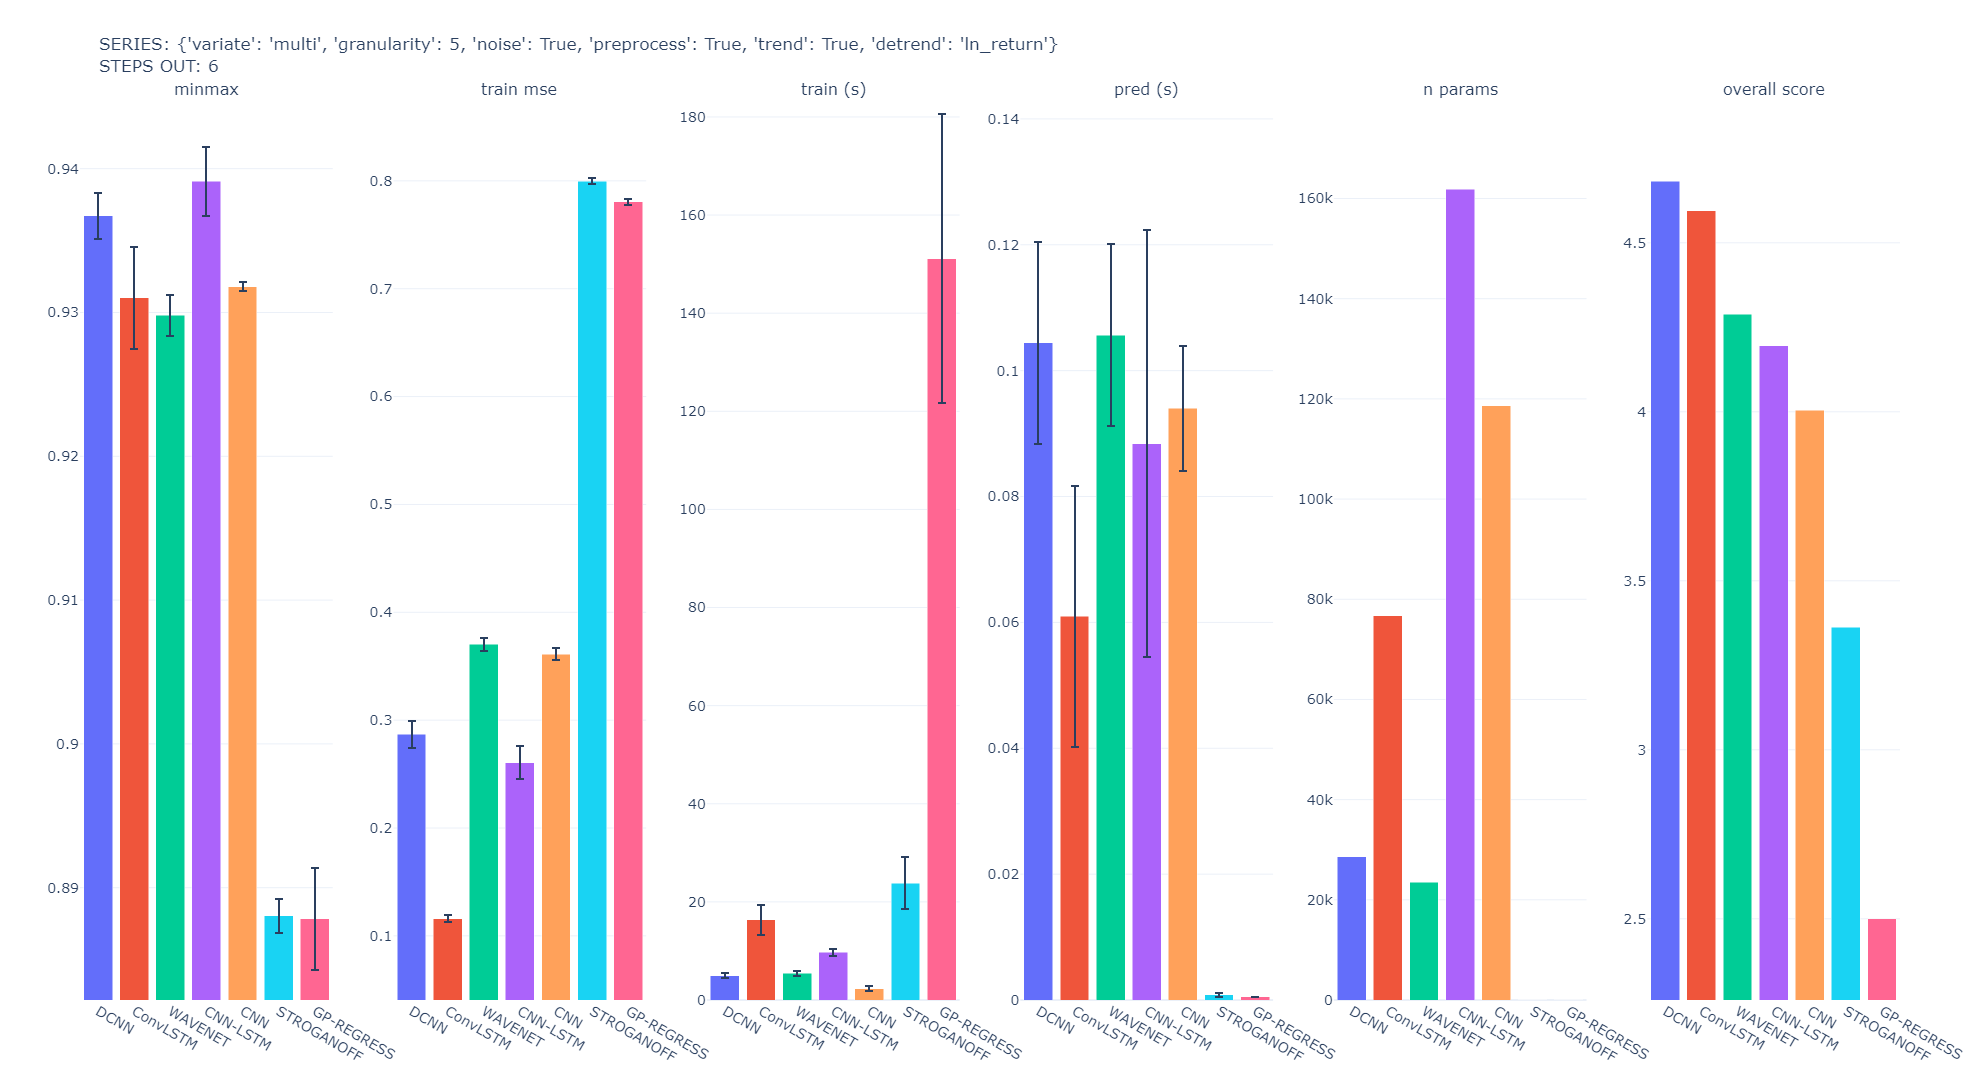 SERIES: {'variate': 'multi', 'granularity': 5, 'noise': True, 'preprocess': True, 'trend': True, 'detrend': 'ln_return'}
STEPS OUT: 6
minmax
0.94
0.93
0.92
0.91
0.9
0.89
DCNN
ConvLSTM
WAVENET
CNN-LSTM
CNN
STROGANOFF
GP-REGRESS
train mse
0.8
0.7
0.6
0.5
0.4
0.3
0.2
0.1
DCNN
ConvLSTM
WAVENET
CNN-LSTM
CNN
STROGANOFF
GP-REGRESS
train (s)
180
160
140
120
100
80
60
40
20
0
DCNN
ConvLSTM
WAVENET
CNN-LSTM
CNN
STROGANOFF
GP-REGRESS
pred (s)
0.14
0.12
0.1
0.08
0.06
0.04
0.02
0
DCNN
ConvLSTM
WAVENET
CNN-LSTM
CNN
STROGANOFF
GP-REGRESS
n params
160k
140k
120k
100k
80k
60k
40k
20k
0
DCNN
ConvLSTM
WAVENET
CNN-LSTM
CNN
STROGANOFF
GP-REGRESS
overall score
4.5
4
3.5
3
2.5
DCNN
ConvLSTM
WAVENET
CNN-LSTM
CNN
STROGANOFF
GP-REGRESS